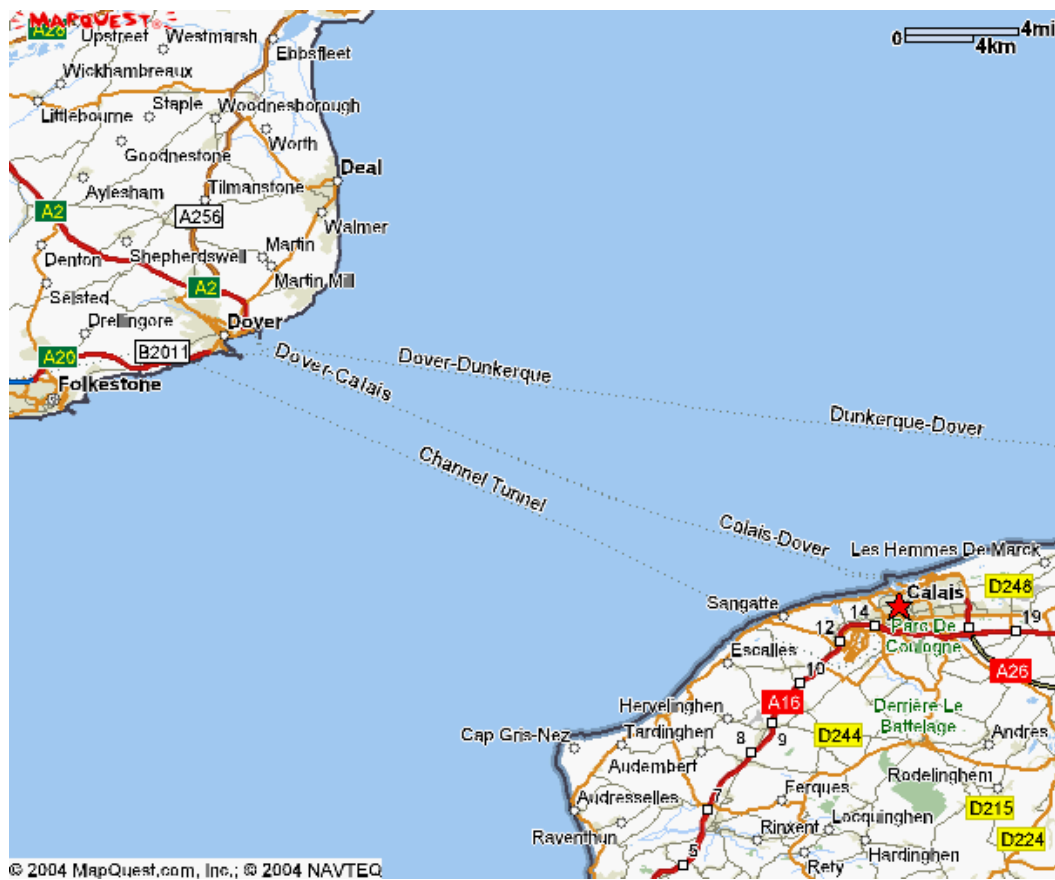 MAPQUEST
A28
Upstreet
Westmarsh
Ebbsfleet
0
4mi
4km
Wickhambreaux
Staple
Woodnesborough
Littlebourne
Worth
Goodnestone
Deal
Aylesham
Tilmanstone
A2
A256
Walmer
Denton
Shepherdswell
Martin
Selsted
A2
Martin Mill
Drellingore
Dover
A20
B2011
Dover-Calais
Dover-Dunkerque
Folkestone
Dunkerque-Dover
Channel Tunnel
Calais-Dover
Les Hemmes De Marck
Calais
D248
Sangatte
14
12
19
Parc De
Coulogne
Escalles
10
A26
Hervelinghen
A16
Derrière Le
Battelage
Cap Gris-Nez
Tardinghen
8
9
D244
Andres
Audembert
Rodelinghem
Audresselles
7
Ferques
D215
Raventhun
Rinxent
Locquinghen
D224
5
Rety
Hardinghen
© 2004 MapQuest.com, Inc.; © 2004 NAVTEQ